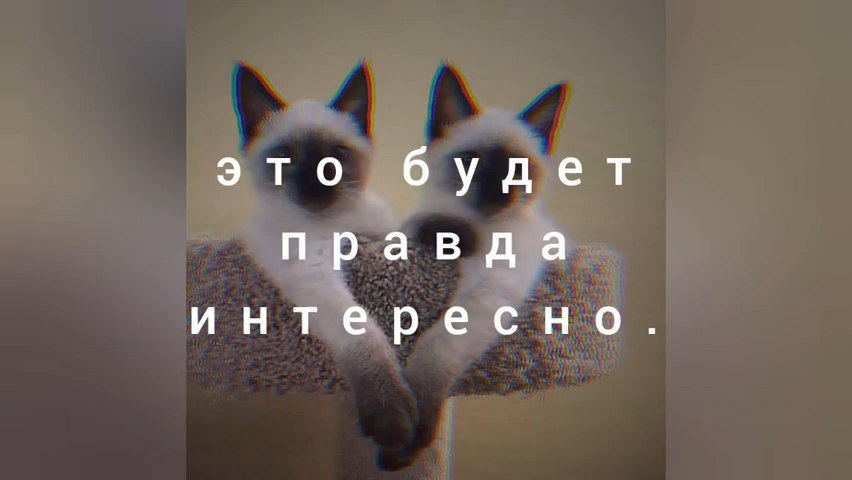 это будет
правда
интересно.